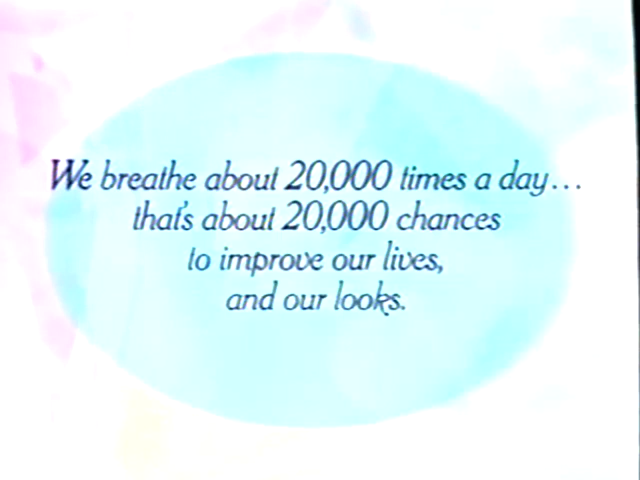 We breathe about 20,000 times a day...
that's about 20,000 chances
to improve our lives,
and our looks.